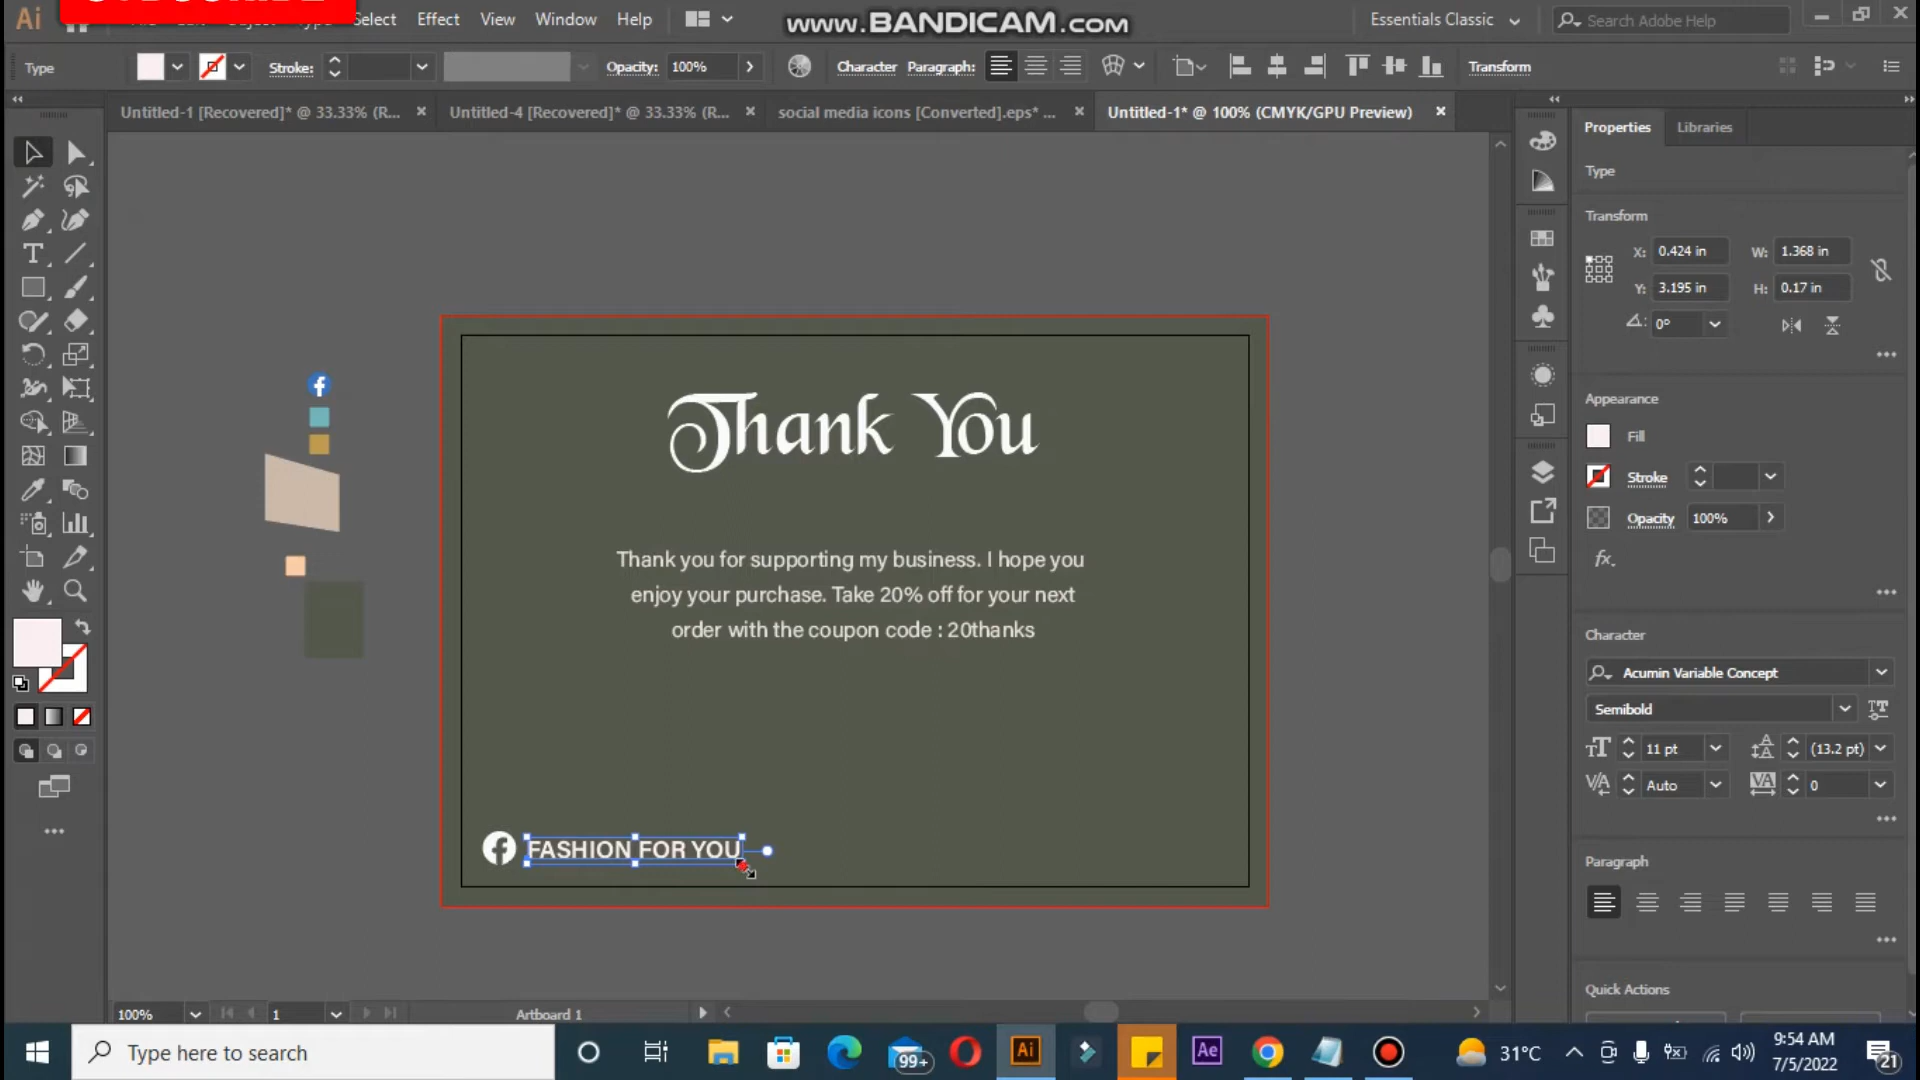 Ai
Select
Effect
View
Window
Help
www.BANDICAM.com
Essentials Classic
Search Adobe Help
Type
Stroke:
Opacity:
100%
Character
Paragraph:
Transform
Untitled-1 [Recovered]* @ 33.33% (R...
Untitled-4 [Recovered]* @ 33.33% (R...
social media icons [Converted].eps* ...
Untitled-1* @ 100% (CMYK/GPU Preview)
Properties
Libraries
Type
Transform
X:
0.424 in
W:
1.368 in
Y:
3.195 in
H:
0.17 in
0°
Appearance
Fill
Stroke
Opacity
100%
Character
Acumin Variable Concept
Semibold
11 pt
(13.2 pt)
Auto
0
Paragraph
Quick Actions
Thank You
Thank you for supporting my business. I hope you
enjoy your purchase. Take 20% off for your next
order with the coupon code : 20thanks
FASHION FOR YOU
100%
1
Artboard 1
Type here to search
99+
Ai
Ae
31°C
9:54 AM
7/5/2022
21